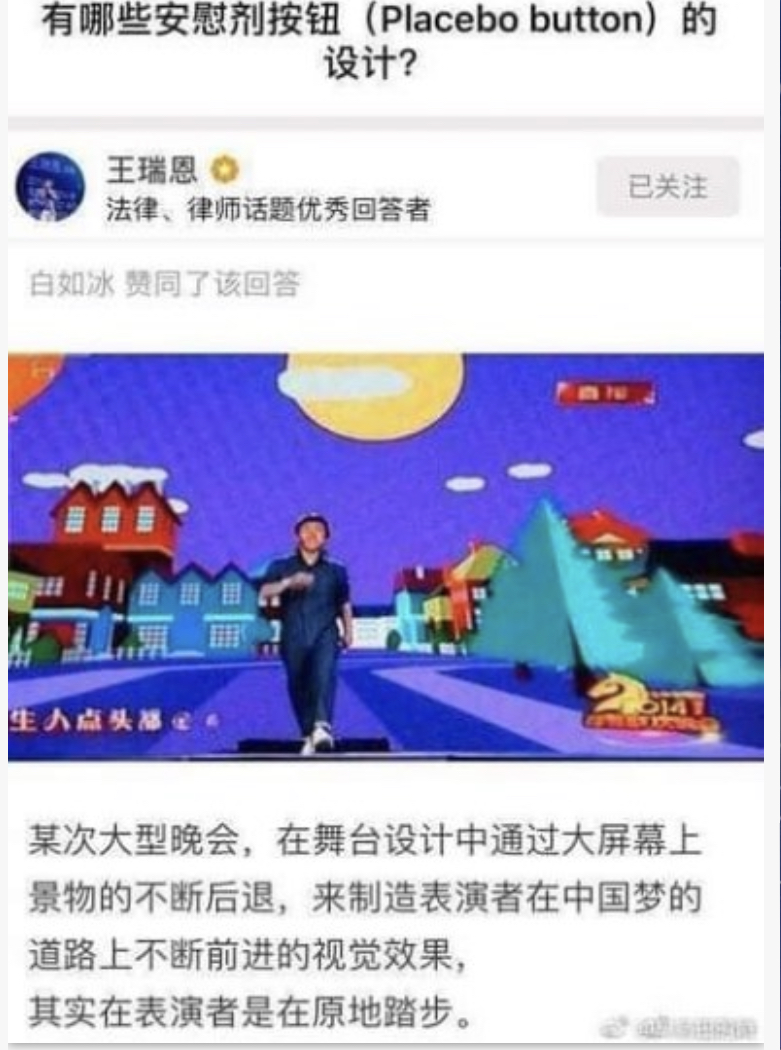 有哪些安慰剂按钮（Placebo button）的
设计？
王瑞恩
法律、律师话题优秀回答者
已关注
白如冰 赞同了该回答
直播
生人点头都
2014
某次大型晚会，在舞台设计中通过大屏幕上
景物的不断后退，来制造表演者在中国梦的
道路上不断前进的视觉效果，
其实在表演者是在原地踏步。